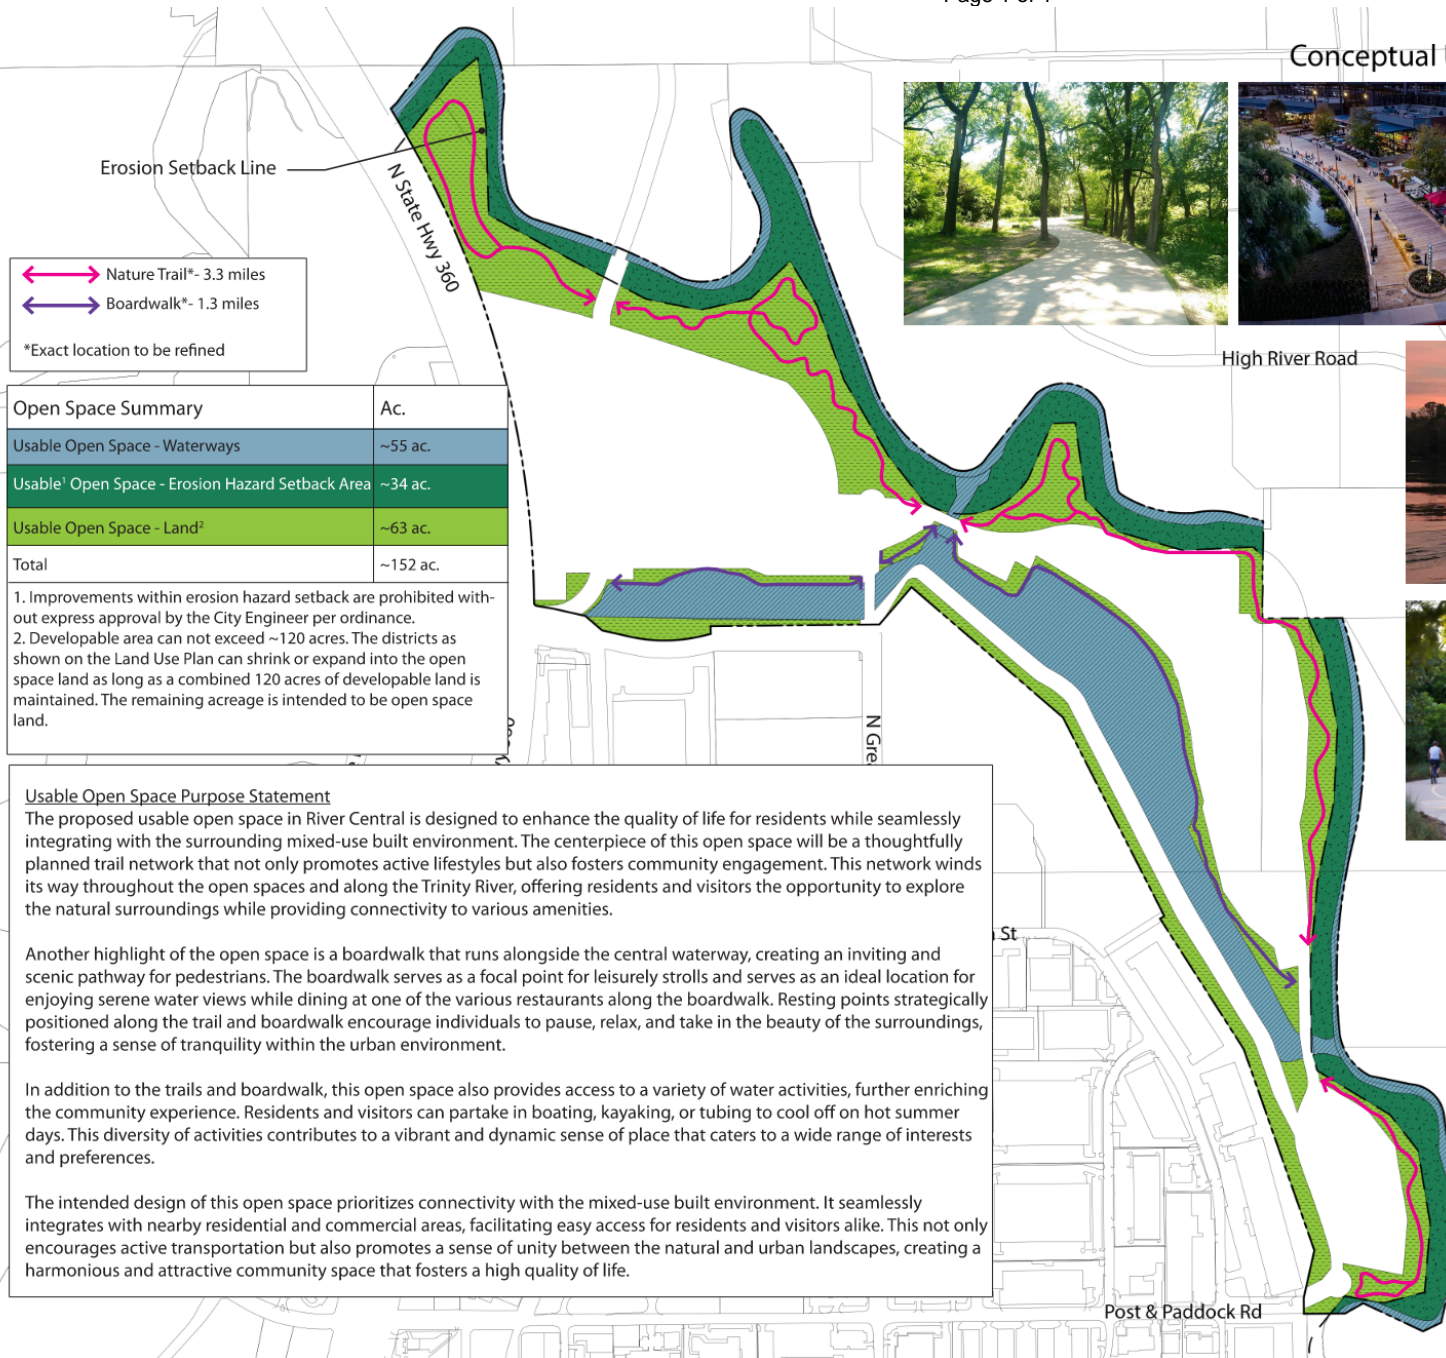 Page 1 of 1
Conceptual
Erosion Setback Line
N State Hwy 360
Nature Trail*- 3.3 miles
Boardwalk*- 1.3 miles
*Exact location to be refined
High River Road
Open Space Summary Ac.
Usable Open Space - Waterways ~55 ac.
Usable¹ Open Space - Erosion Hazard Setback Area ~34 ac.
Usable Open Space - Land² ~63 ac.
Total ~152 ac.
1. Improvements within erosion hazard setback are prohibited with-
out express approval by the City Engineer per ordinance.
2. Developable area can not exceed ~120 acres. The districts as
shown on the Land Use Plan can shrink or expand into the open
space land as long as a combined 120 acres of developable land is
maintained. The remaining acreage is intended to be open space
land.
N Gre
Usable Open Space Purpose Statement
The proposed usable open space in River Central is designed to enhance the quality of life for residents while seamlessly
integrating with the surrounding mixed-use built environment. The centerpiece of this open space will be a thoughtfully
planned trail network that not only promotes active lifestyles but also fosters community engagement. This network winds
its way throughout the open spaces and along the Trinity River, offering residents and visitors the opportunity to explore
the natural surroundings while providing connectivity to various amenities.
Another highlight of the open space is a boardwalk that runs alongside the central waterway, creating an inviting and
scenic pathway for pedestrians. The boardwalk serves as a focal point for leisurely strolls and serves as an ideal location for
enjoying serene water views while dining at one of the various restaurants along the boardwalk. Resting points strategically
positioned along the trail and boardwalk encourage individuals to pause, relax, and take in the beauty of the surroundings,
fostering a sense of tranquility within the urban environment.
In addition to the trails and boardwalk, this open space also provides access to a variety of water activities, further enriching
the community experience. Residents and visitors can partake in boating, kayaking, or tubing to cool off on hot summer
days. This diversity of activities contributes to a vibrant and dynamic sense of place that caters to a wide range of interests
and preferences.
The intended design of this open space prioritizes connectivity with the mixed-use built environment. It seamlessly
integrates with nearby residential and commercial areas, facilitating easy access for residents and visitors alike. This not only
encourages active transportation but also promotes a sense of unity between the natural and urban landscapes, creating a
harmonious and attractive community space that fosters a high quality of life.
St
Post & Paddock Rd